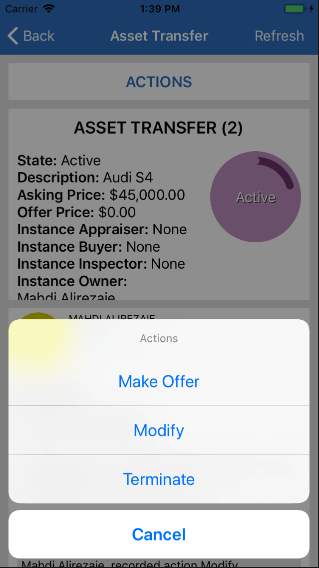 Carrier 1:39 PM
Back Asset Transfer Refresh
ACTIONS
ASSET TRANSFER (2)
State: Active
Description: Audi S4
Asking Price: $45,000.00
Offer Price: $0.00
Instance Appraiser: None
Instance Buyer: None
Instance Inspector: None
Instance Owner:
Mahdi Alirezaie
Active
MAHDI ALIREZAIE
Actions
Make Offer
Modify
Terminate
Cancel
Mahdi Alirezaie recorded action Modify